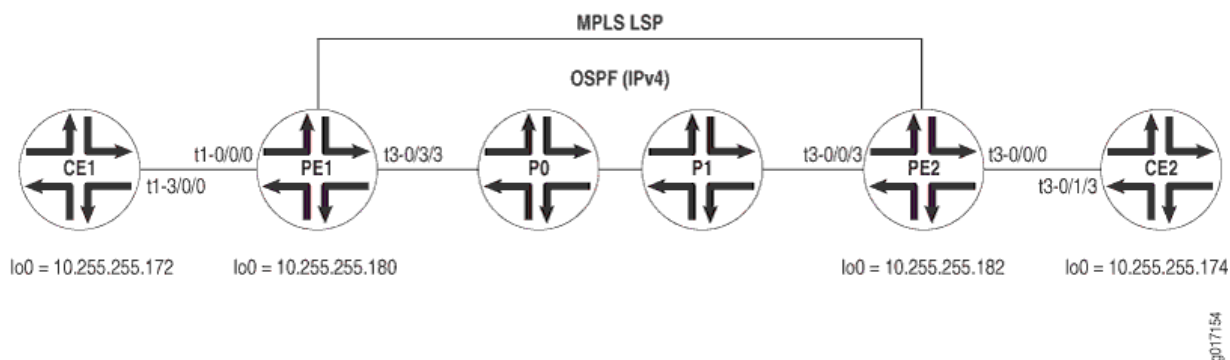 MPLS LSP
OSPF (IPv4)
t1-0/0/0 t3-0/3/3 t3-0/0/3 t3-0/0/0
CE1 PE1 P0 P1 PE2 CE2
t1-3/0/0 t3-0/1/3
lo0 = 10.255.255.172 lo0 = 10.255.255.180 lo0 = 10.255.255.182 lo0 = 10.255.255.174
g017154